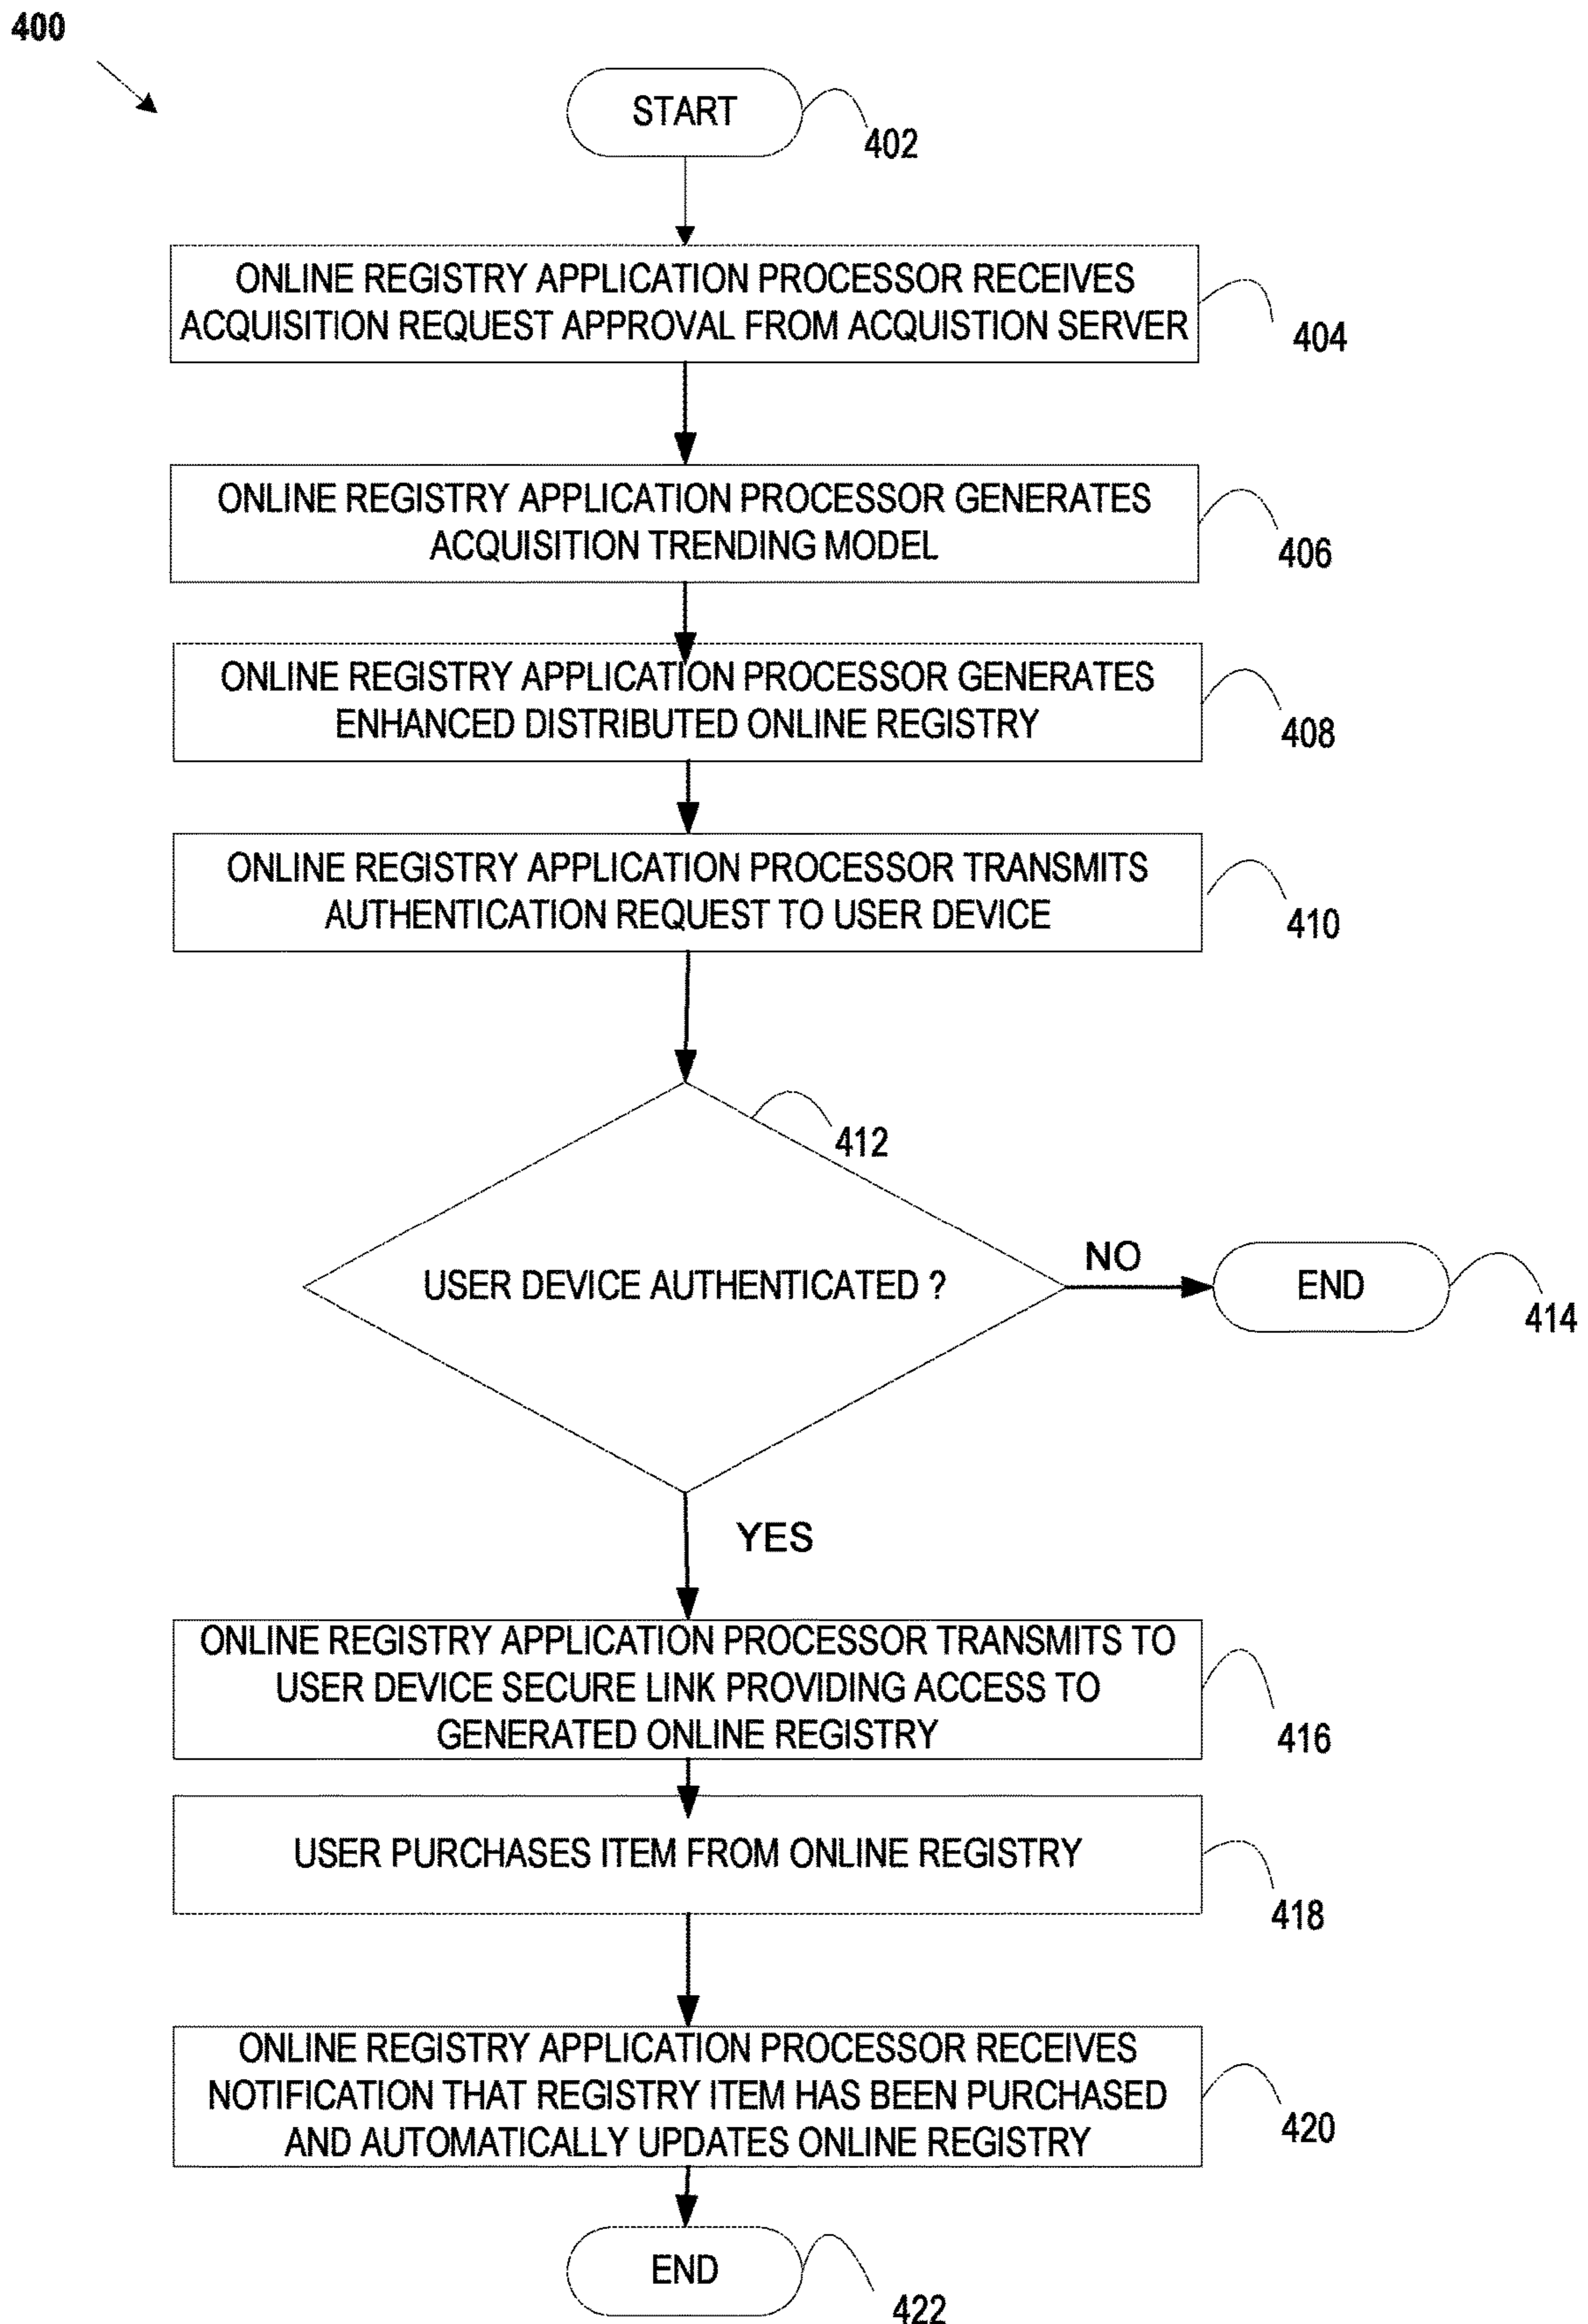 400
START
402
ONLINE REGISTRY APPLICATION PROCESSOR RECEIVES
ACQUISITION REQUEST APPROVAL FROM ACQUISTION SERVER
404
ONLINE REGISTRY APPLICATION PROCESSOR GENERATES
ACQUISITION TRENDING MODEL
406
ONLINE REGISTRY APPLICATION PROCESSOR GENERATES
ENHANCED DISTRIBUTED ONLINE REGISTRY
408
ONLINE REGISTRY APPLICATION PROCESSOR TRANSMITS
AUTHENTICATION REQUEST TO USER DEVICE
410
412
USER DEVICE AUTHENTICATED ?
NO
END
414
YES
ONLINE REGISTRY APPLICATION PROCESSOR TRANSMITS TO
USER DEVICE SECURE LINK PROVIDING ACCESS TO
GENERATED ONLINE REGISTRY
416
USER PURCHASES ITEM FROM ONLINE REGISTRY
418
ONLINE REGISTRY APPLICATION PROCESSOR RECEIVES
NOTIFICATION THAT REGISTRY ITEM HAS BEEN PURCHASED
AND AUTOMATICALLY UPDATES ONLINE REGISTRY
420
END
422